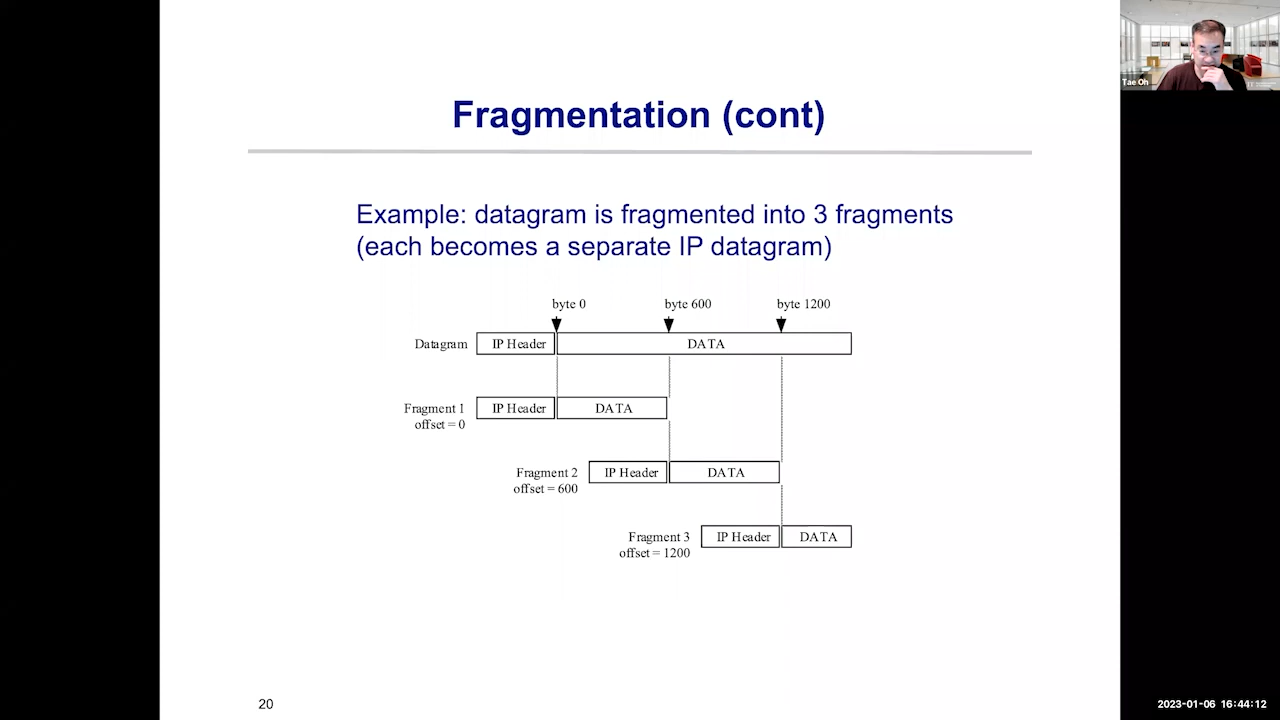 Tae Oh
Fragmentation (cont)
Example: datagram is fragmented into 3 fragments
(each becomes a separate IP datagram)
byte 0 byte 600 byte 1200
Datagram IP Header DATA
Fragment 1 IP Header DATA
offset = 0
Fragment 2 IP Header DATA
offset = 600
Fragment 3 IP Header DATA
offset = 1200
20
2023-01-06 16:44:12